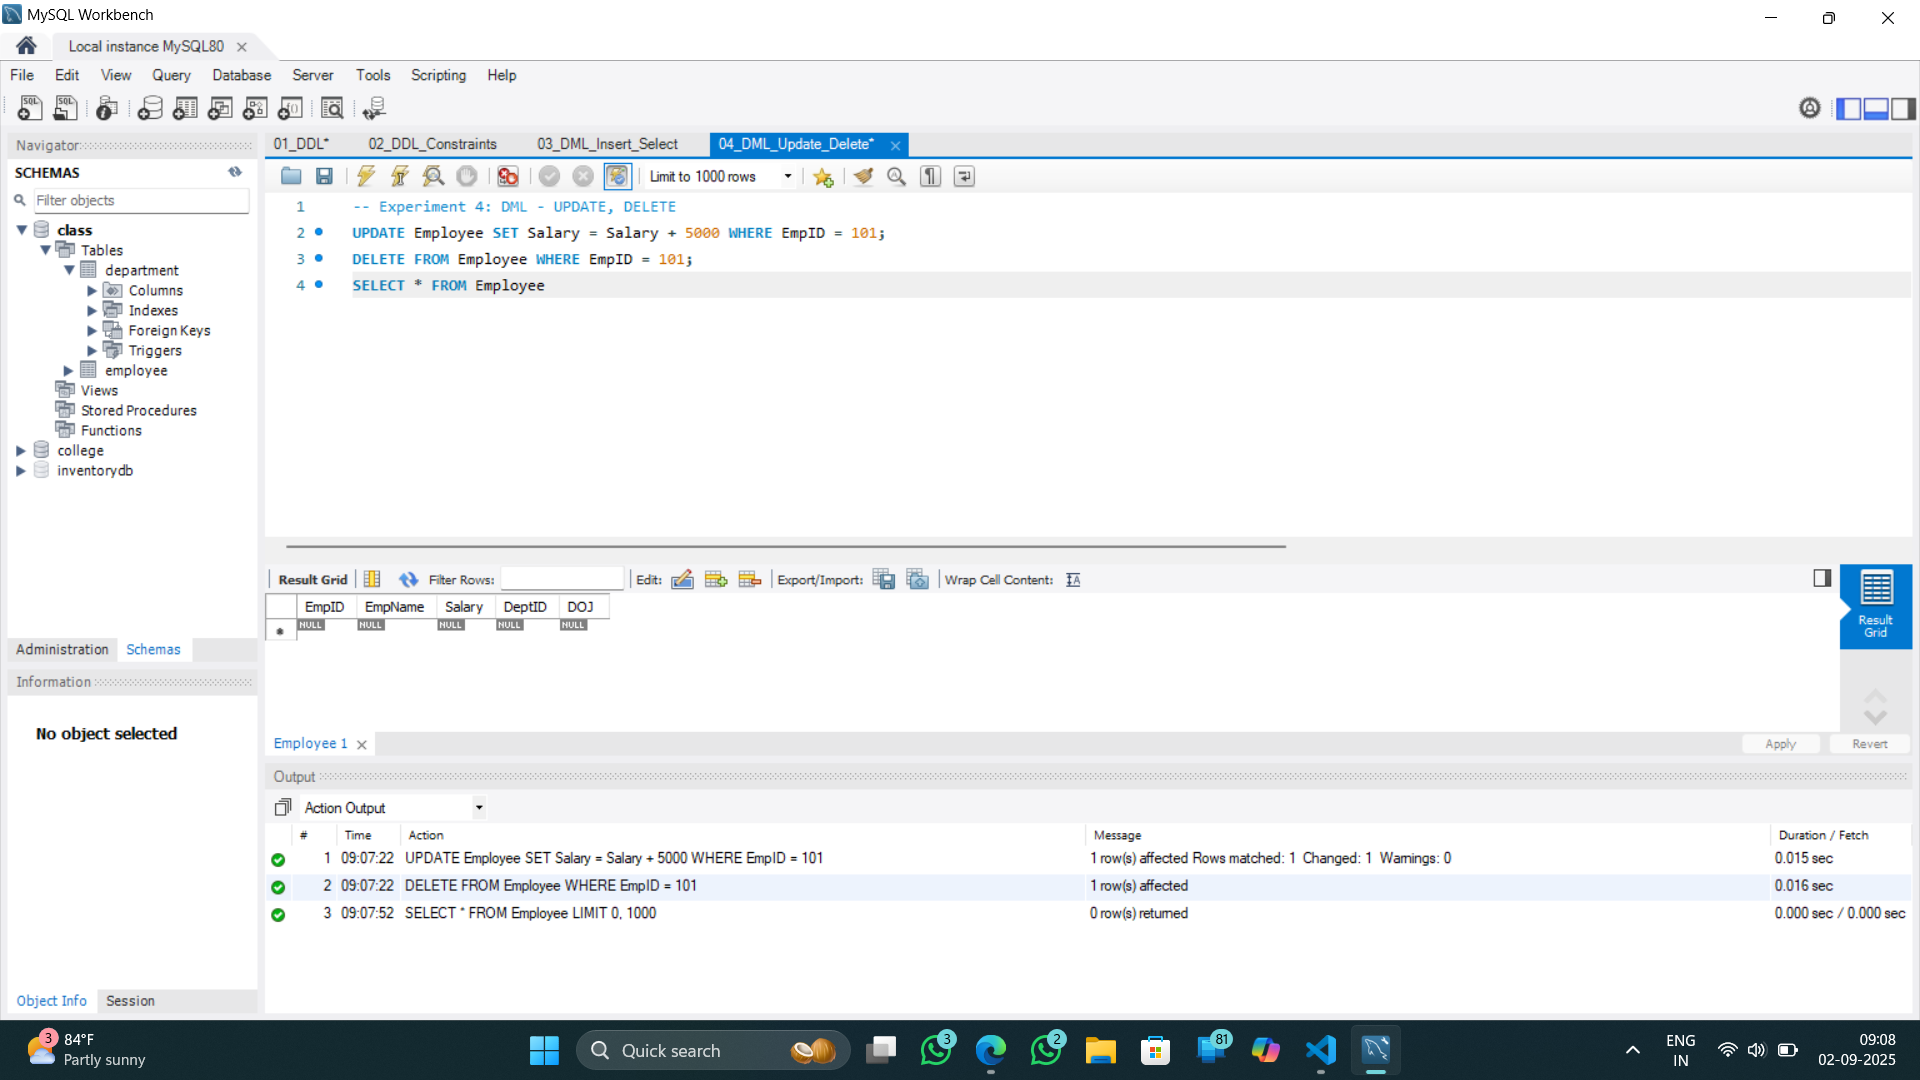 MySQL Workbench
Local instance MySQL80
File Edit View Query Database Server Tools Scripting Help
Navigator
SCHEMAS
Filter objects
class
Tables
department
Columns
Indexes
Foreign Keys
Triggers
employee
Views
Stored Procedures
Functions
college
inventorydb
Administration Schemas
Information
No object selected
Object Info Session
01_DDL* 02_DDL_Constraints 03_DML_Insert_Select 04_DML_Update_Delete*
Limit to 1000 rows
1 -- Experiment 4: DML - UPDATE, DELETE
2 UPDATE Employee SET Salary = Salary + 5000 WHERE EmpID = 101;
3 DELETE FROM Employee WHERE EmpID = 101;
4 SELECT * FROM Employee
Result Grid Filter Rows: Edit: Export/Import: Wrap Cell Content:
EmpID EmpName Salary DeptID DOJ
NULL NULL NULL NULL NULL
Result
Grid
Employee 1
Apply Revert
Output
Action Output
# Time Action Message Duration / Fetch
1 09:07:22 UPDATE Employee SET Salary = Salary + 5000 WHERE EmpID = 101 1 row(s) affected Rows matched: 1 Changed: 1 Warnings: 0 0.015 sec
2 09:07:22 DELETE FROM Employee WHERE EmpID = 101 1 row(s) affected 0.016 sec
3 09:07:52 SELECT * FROM Employee LIMIT 0, 1000 0 row(s) returned 0.000 sec / 0.000 sec
3 84°F
Partly sunny
Quick search
3
2
81
ENG
IN
09:08
02-09-2025